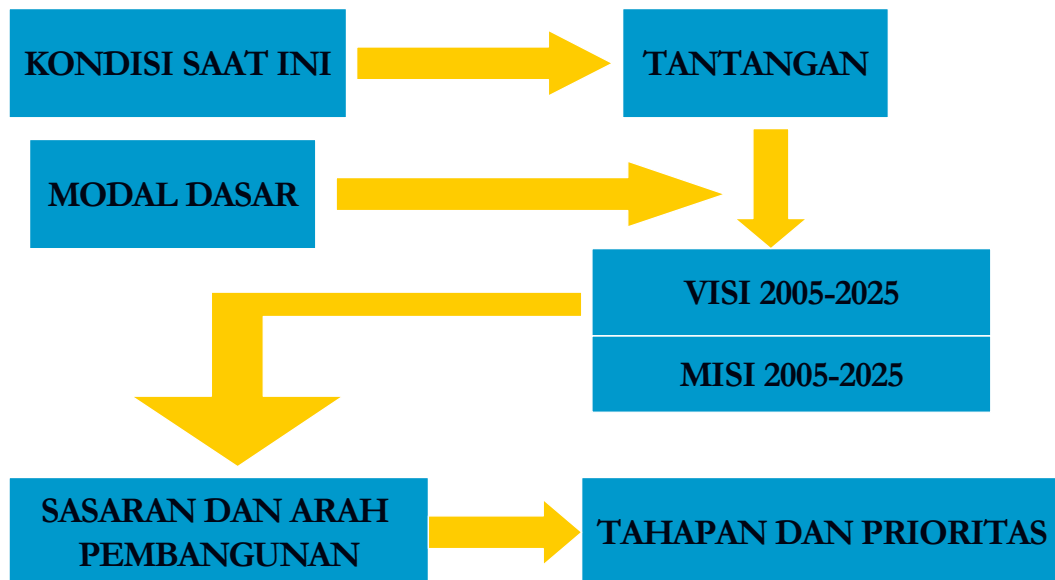 KONDISI SAAT INI
TANTANGAN
MODAL DASAR
VISI 2005-2025
MISI 2005-2025
SASARAN DAN ARAH
PEMBANGUNAN
TAHAPAN DAN PRIORITAS